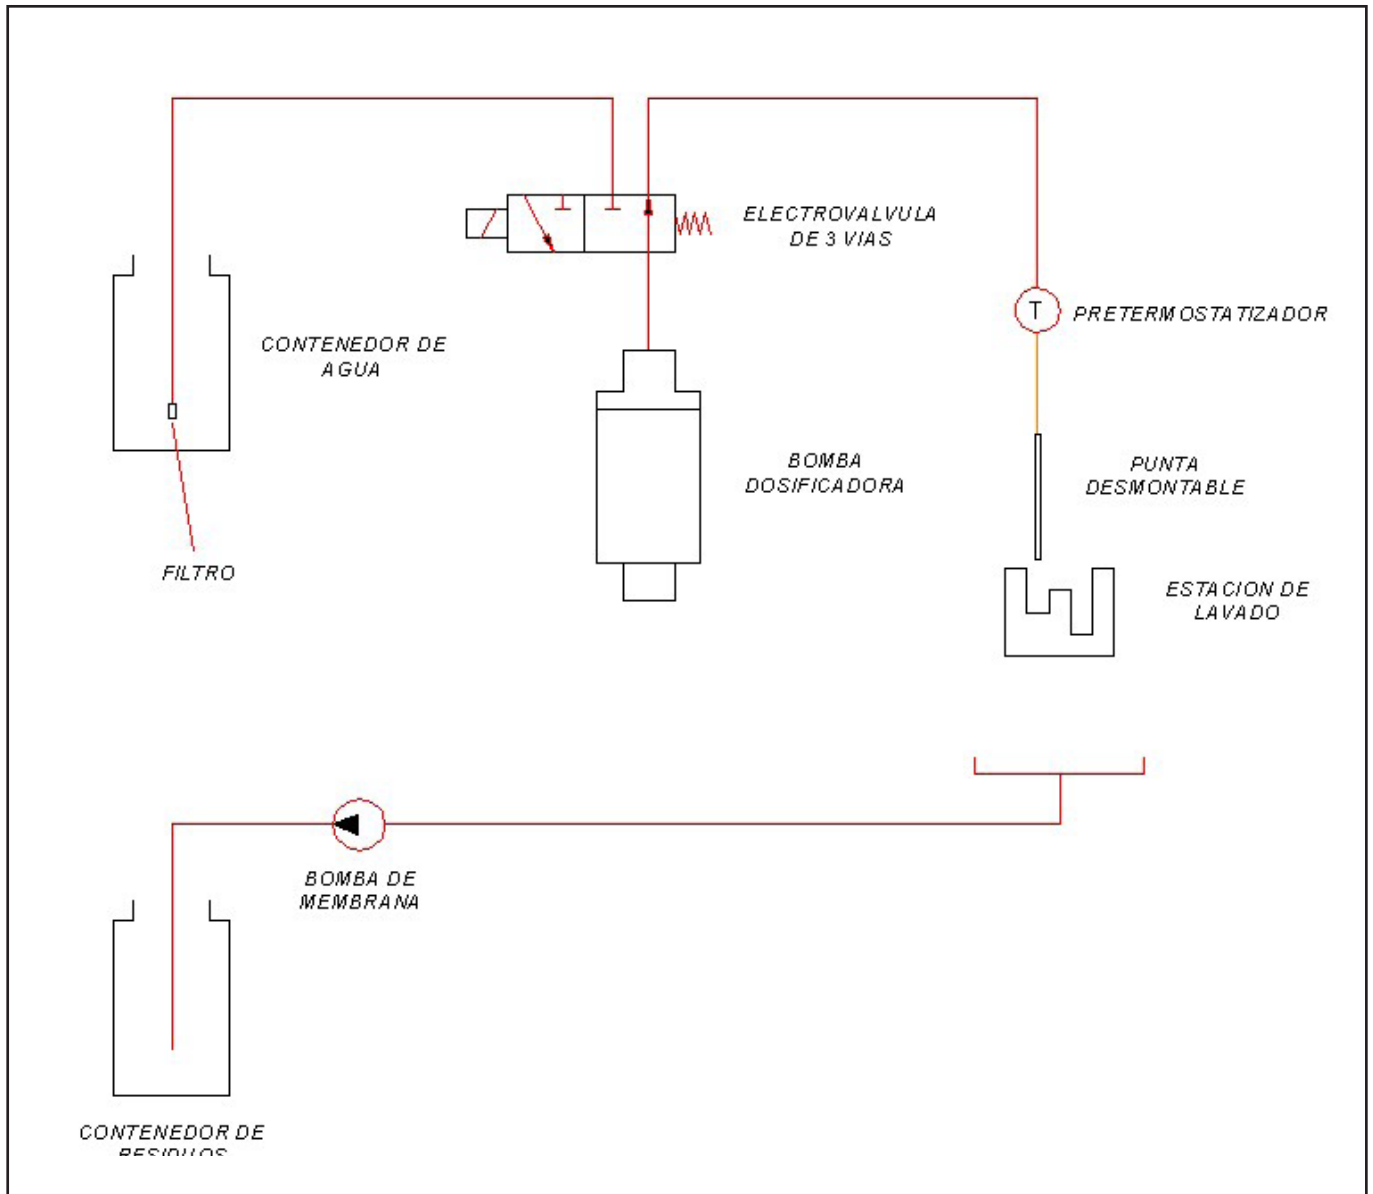 ELECTROVALVULA
DE 3 VIAS
T
PRETERMOSTATIZADOR
CONTENEDOR DE
AGUA
BOMBA
DOSIFICADORA
PUNTA
DESMONTABLE
FILTRO
ESTACION DE
LAVADO
BOMBA DE
MEMBRANA
CONTENEDOR DE
RESIDUOS